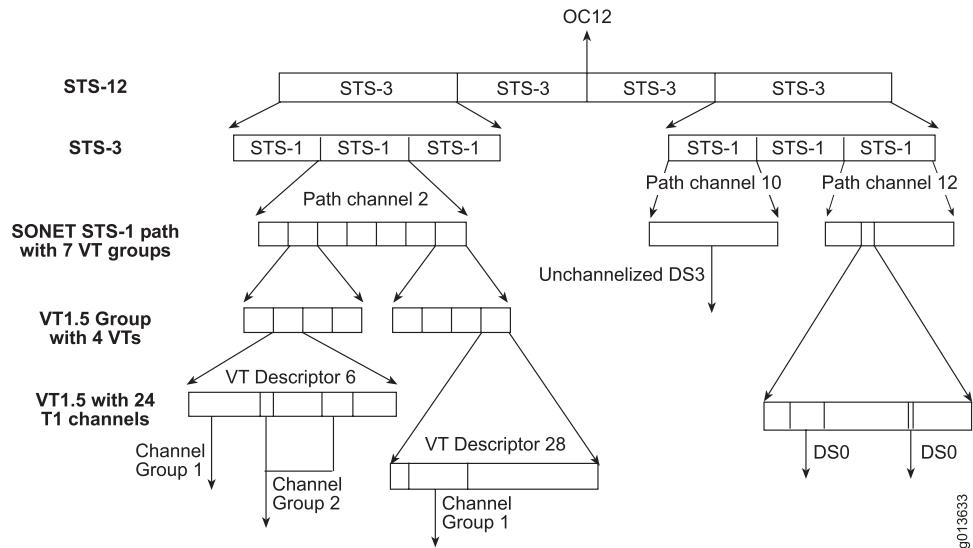 OC12
STS-12
STS-3
STS-3
STS-3
STS-3
STS-3
STS-1
STS-1
STS-1
STS-1
STS-1
STS-1
Path channel 2
Path channel 10
Path channel 12
SONET STS-1 path
with 7 VT groups
Unchannelized DS3
VT1.5 Group
with 4 VTs
VT Descriptor 6
VT1.5 with 24
T1 channels
VT Descriptor 28
Channel
Group 1
Channel
Group 2
Channel
Group 1
DS0
DS0
g013633